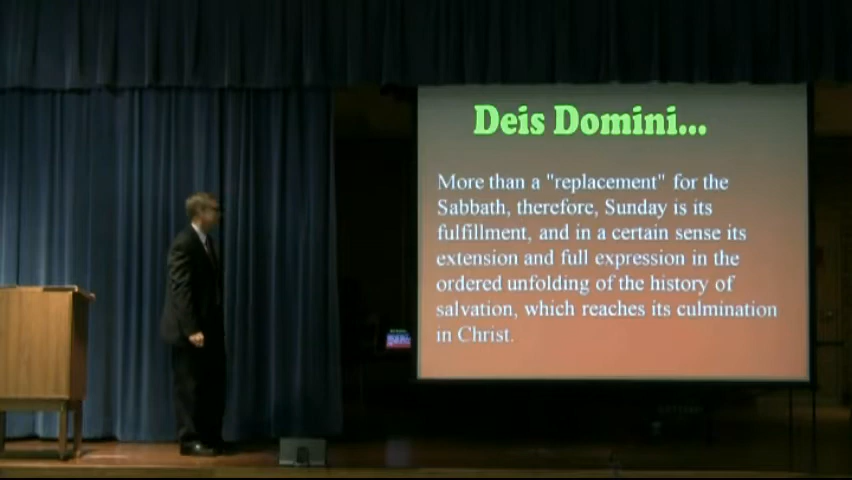 Deis Domini...
More than a "replacement" for the
Sabbath, therefore, Sunday is its
fulfillment, and in a certain sense its
extension and full expression in the
ordered unfolding of the history of
salvation, which reaches its culmination
in Christ.